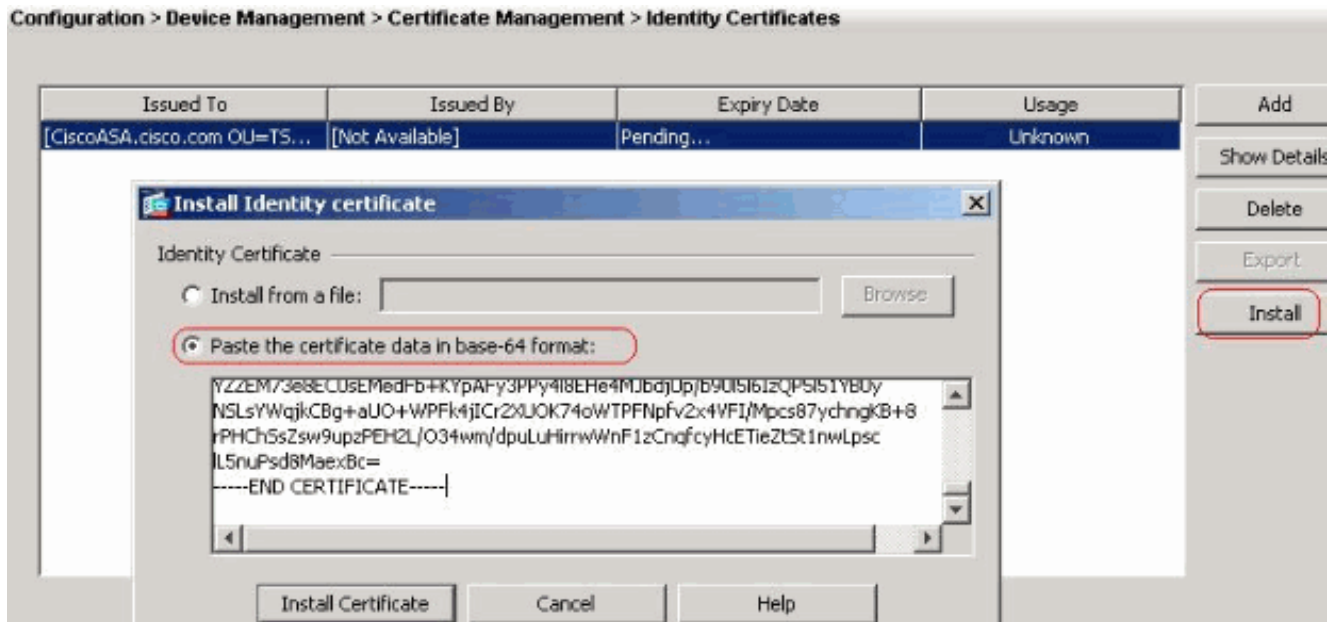 Configuration > Device Management > Certificate Management > Identity Certificates
Issued To Issued By Expiry Date Usage
[CiscoASA.cisco.com OU=TS... [Not Available] Pending... Unknown
Add
Show Details
Delete
Export
Install
Install Identity certificate
Identity Certificate
Install from a file:
Browse
Paste the certificate data in base-64 format:
NSLsYWqjkCBg+aUO+WPFk4jICr2XUOK74oWTPFNpfv2x4VFI/Mpcs87ychngKB+8
rPHChSsZsw9upzPEH2L/O34wm/dpuLuHirrwWnF1zCnqfcyHcETieZtSt1nwLpsc
lL5nuPsd8MaexBc=
-----END CERTIFICATE-----
Install Certificate Cancel Help